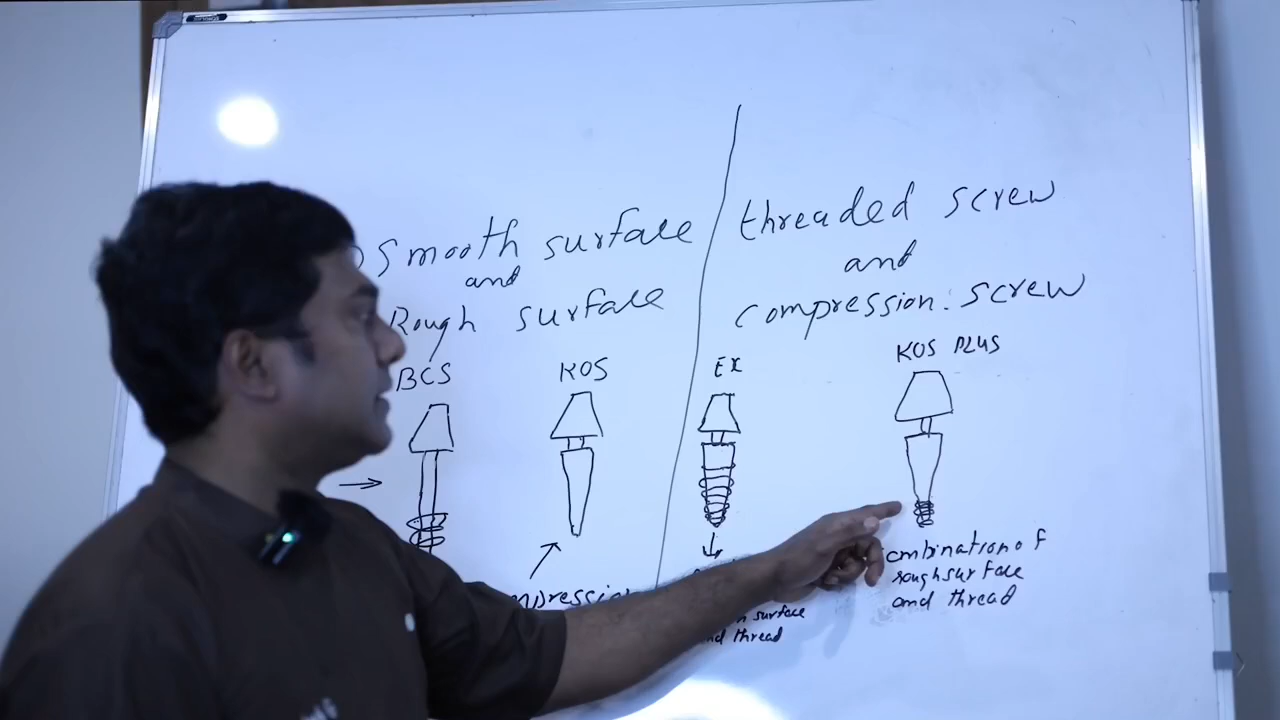 Smooth surface
and
Rough surface
threaded screw
and
compression. screw
BCS
KOS
EX
KOS PLUS
surface
thread
combination of
rough surface
and thread